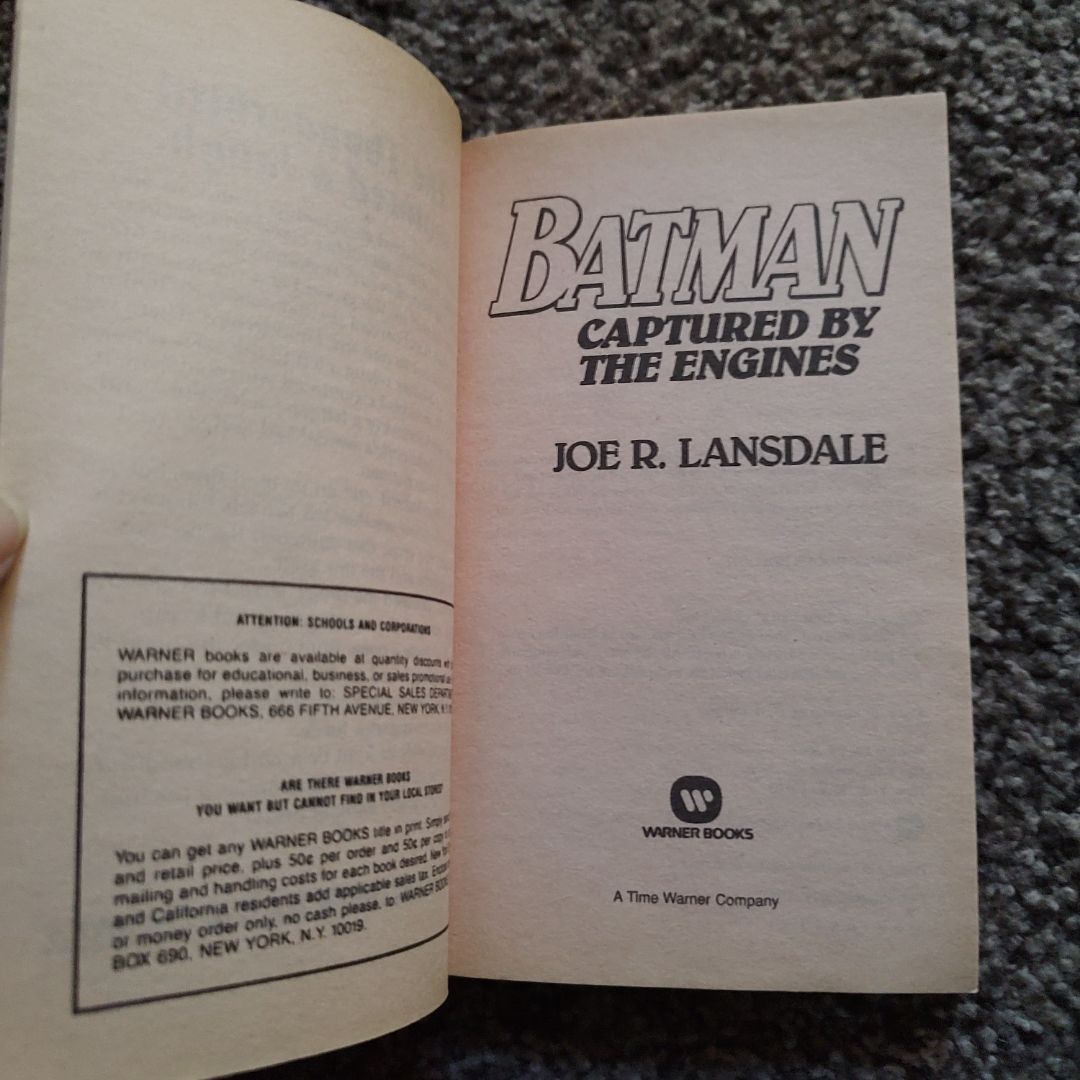 ATTENTION: SCHOOLS AND CORPORATIONS
WARNER books are available at quantity discounts
purchase for educational, business, or sales promotional
information, please write to: SPECIAL SALES
WARNER BOOKS, 666 FIFTH AVENUE, NEW YORK,
ARE THERE WARNER BOOKS
YOU WANT BUT CANNOT FIND IN YOUR LOCAL STORES?
You can get any WARNER BOOKS title in print. Simply
and retail price, plus 50¢ per order and 50¢ per copy
mailing and handling costs for each book desired. New
and California residents add applicable sales tax.
or money order only, no cash please, to WARNER
BOX 690, NEW YORK, N.Y. 10019.
BATMAN
CAPTURED BY
THE ENGINES
JOE R. LANSDALE
WARNER BOOKS
A Time Warner Company